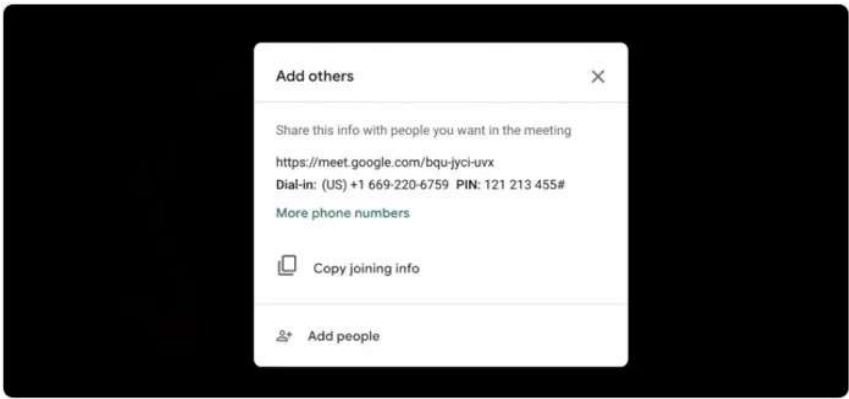 Add others
Share this info with people you want in the meeting
https://meet.google.com/bqu-jyci-uvx
Dial-in: (US) +1 669-220-6759 PIN: 121 213 455#
More phone numbers
Copy joining info
Add people